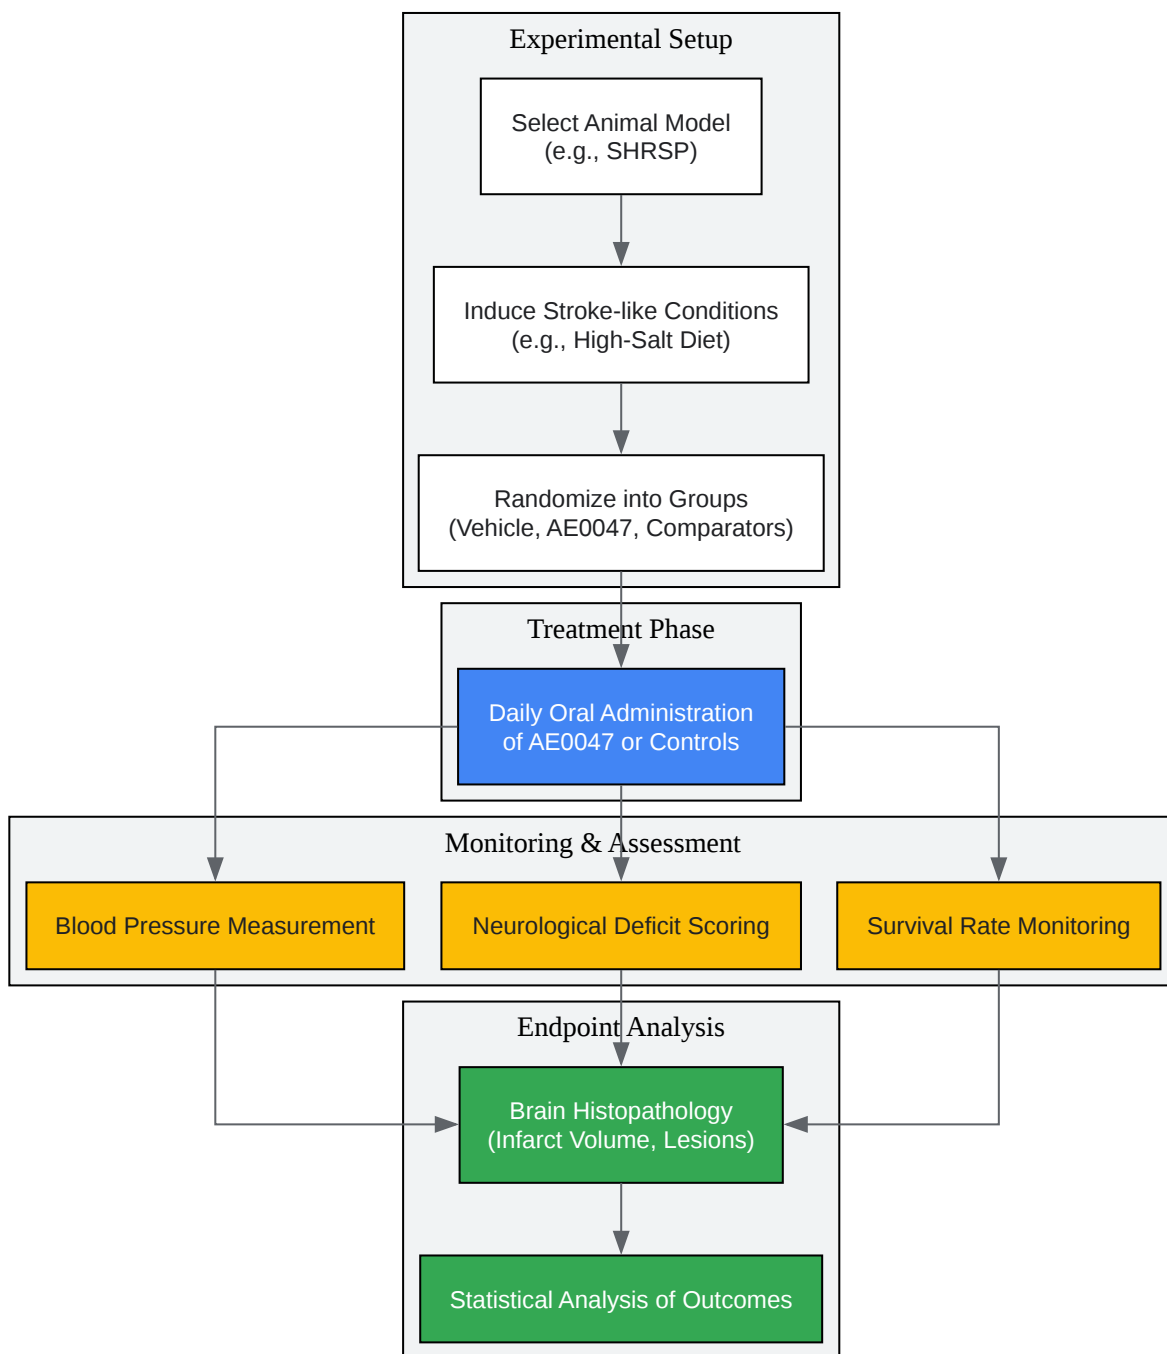 Experimental Setup
Select Animal Model
(e.g., SHRSP)
Induce Stroke-like Conditions
(e.g., High-Salt Diet)
Randomize into Groups
(Vehicle, AE0047, Comparators)
Treatment Phase
Daily Oral Administration
of AE0047 or Controls
Monitoring & Assessment
Blood Pressure Measurement
Neurological Deficit Scoring
Survival Rate Monitoring
Endpoint Analysis
Brain Histopathology
(Infarct Volume, Lesions)
Statistical Analysis of Outcomes